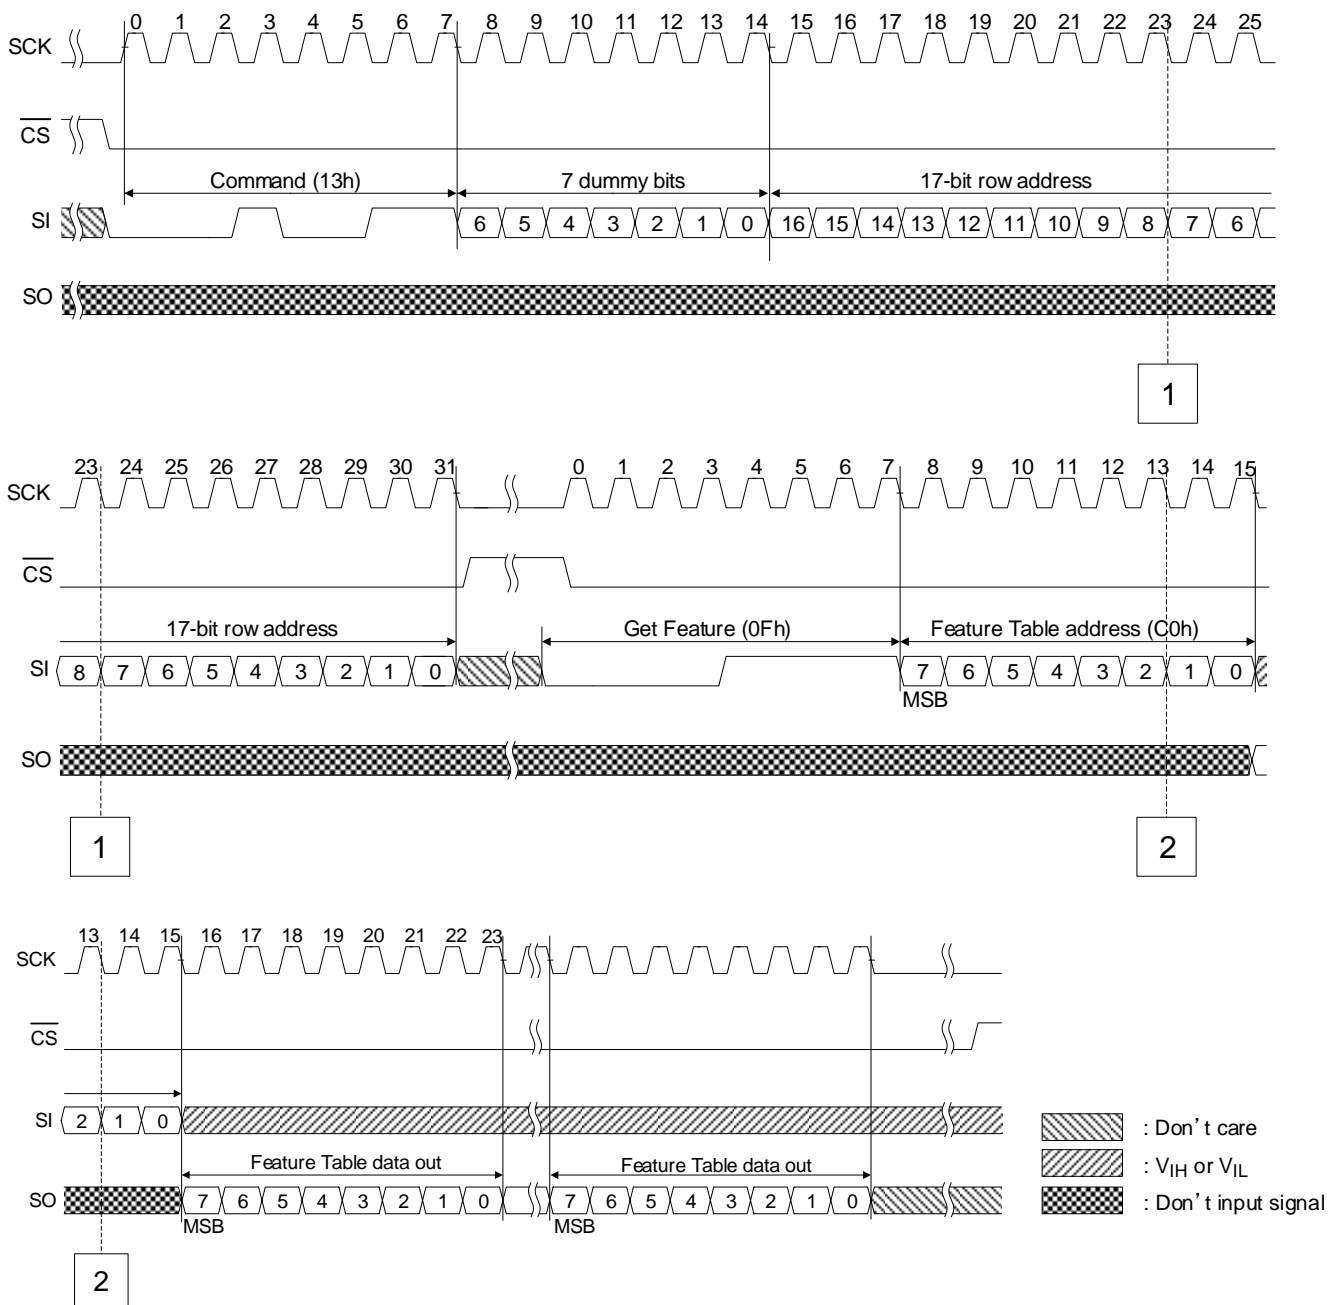 0 1 2 3 4 5 6 7 8 9 10 11 12 13 14 15 16 17 18 19 20 21 22 23 24 25
SCK
CS
Command (13h) 7 dummy bits 17-bit row address
SI 6 5 4 3 2 1 0 16 15 14 13 12 11 10 9 8 7 6
SO
1
23 24 25 26 27 28 29 30 31 0 1 2 3 4 5 6 7 8 9 10 11 12 13 14 15
SCK
CS
17-bit row address Get Feature (0Fh) Feature Table address (C0h)
SI 8 7 6 5 4 3 2 1 0 7 6 5 4 3 2 1 0
MSB
SO
1 2
13 14 15 16 17 18 19 20 21 22 23
SCK
CS
SI 2 1 0
: Don't care
Feature Table data out Feature Table data out
: VIH or VIL
SO 7 6 5 4 3 2 1 0 7 6 5 4 3 2 1 0
: Don't input signal
MSB MSB
2